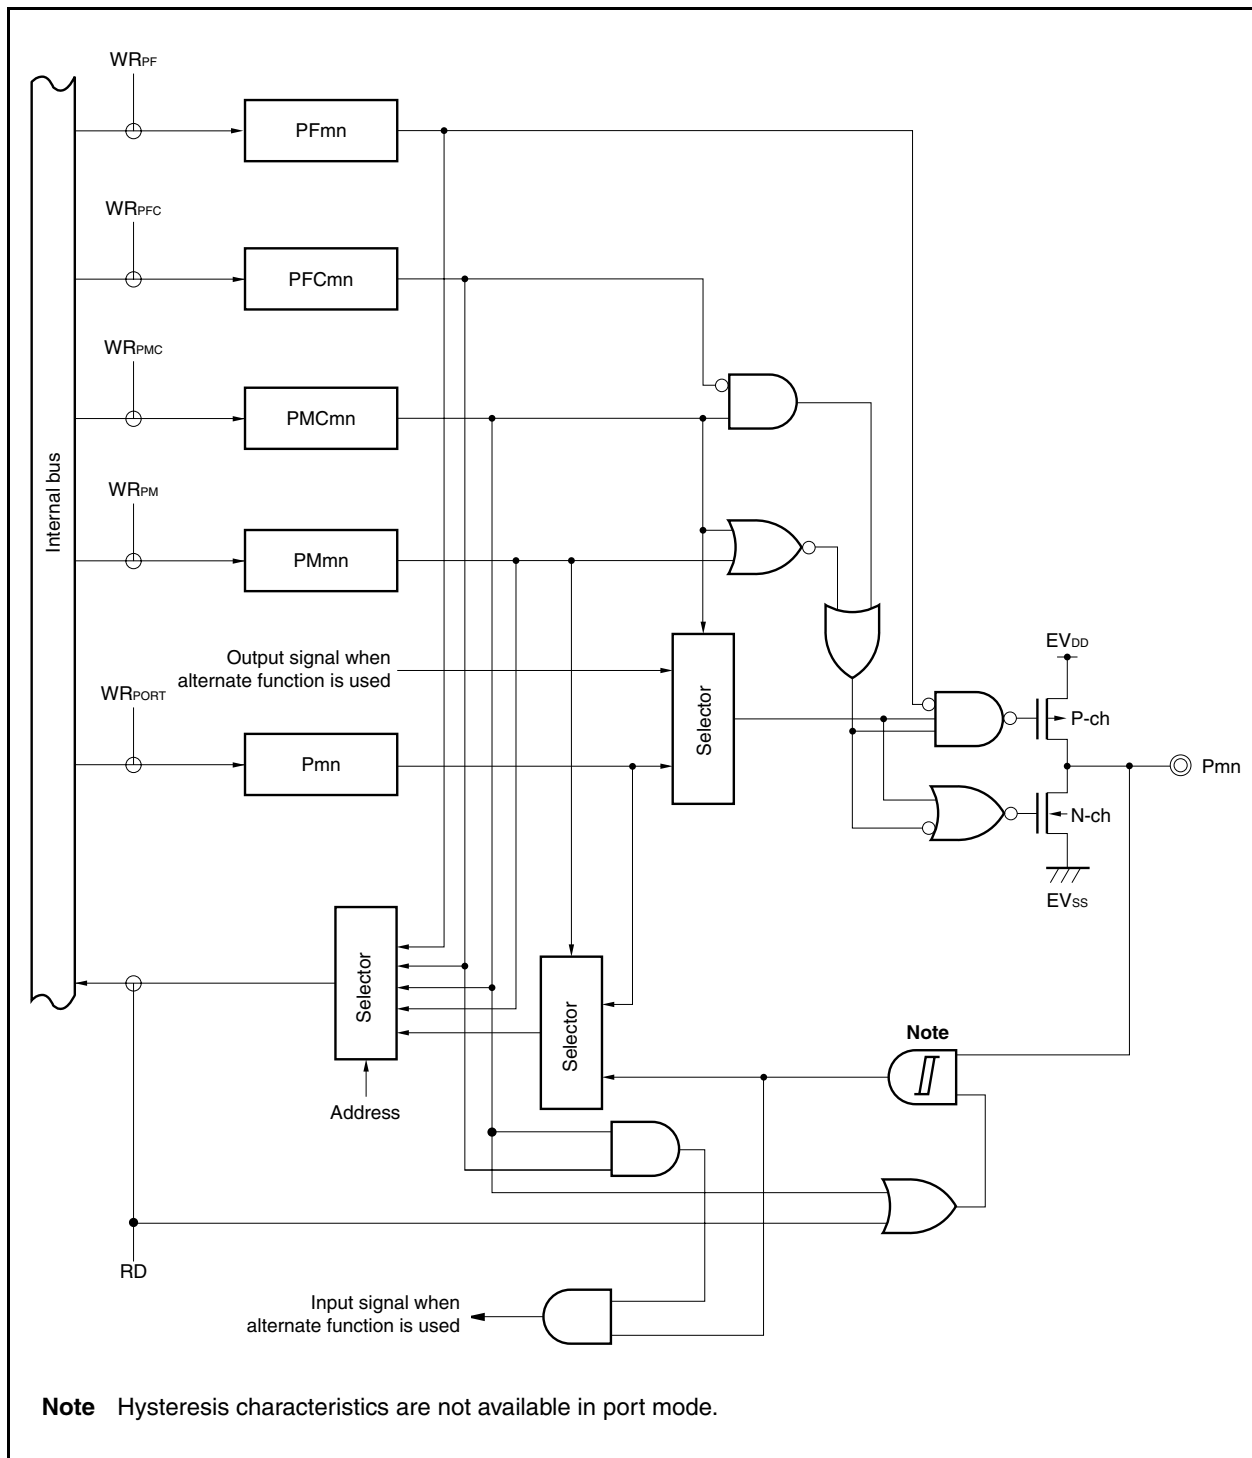 WRPF
PFmn
WRPFC
PFCmn
WRPMC
PMCmn
WRPM
PMmn
Internal bus
Output signal when
alternate function is used
WRPORT
Pmn
Selector
EVDD
P-ch
Pmn
N-ch
EVSS
Selector
Selector
Note
Address
RD
Input signal when
alternate function is used
Note Hysteresis characteristics are not available in port mode.